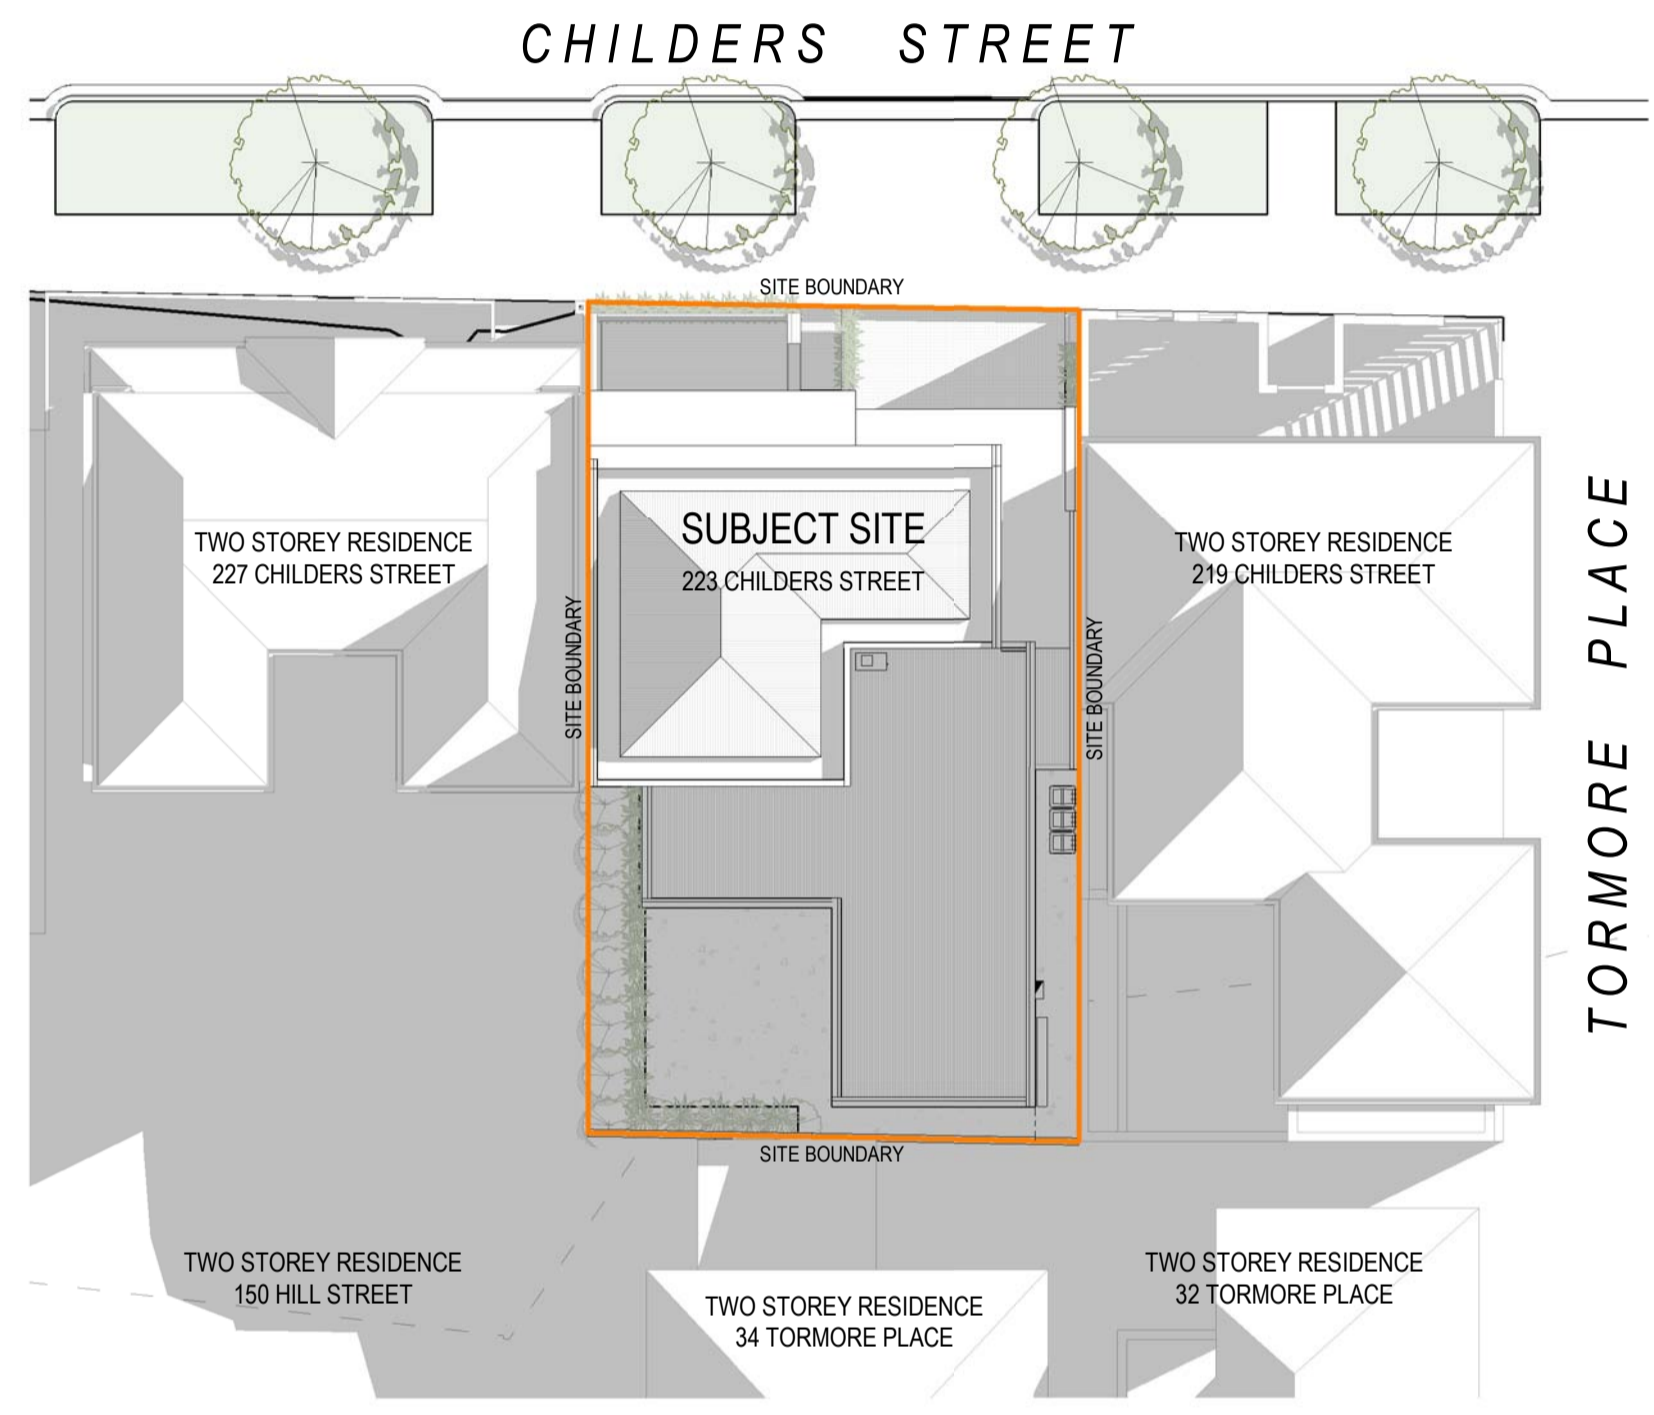 CHILDERS STREET
SITE BOUNDARY
TWO STOREY RESIDENCE
227 CHILDERS STREET
SUBJECT SITE
223 CHILDERS STREET
TWO STOREY RESIDENCE
219 CHILDERS STREET
TORMORE PLACE
SITE BOUNDARY
SITE BOUNDARY
SITE BOUNDARY
TWO STOREY RESIDENCE
150 HILL STREET
TWO STOREY RESIDENCE
34 TORMORE PLACE
TWO STOREY RESIDENCE
32 TORMORE PLACE